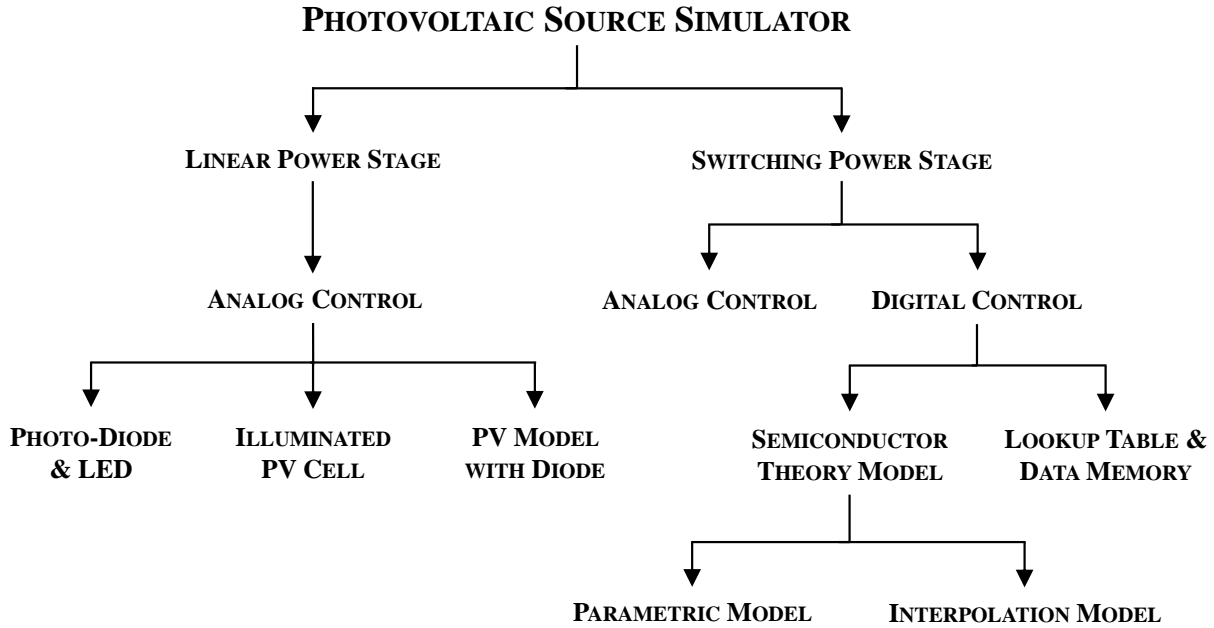 PHOTOVOLTAIC SOURCE SIMULATOR
LINEAR POWER STAGE
SWITCHING POWER STAGE
ANALOG CONTROL
ANALOG CONTROL
DIGITAL CONTROL
PHOTO-DIODE
& LED
ILLUMINATED
PV CELL
PV MODEL
WITH DIODE
SEMICONDUCTOR
THEORY MODEL
LOOKUP TABLE &
DATA MEMORY
PARAMETRIC MODEL
INTERPOLATION MODEL